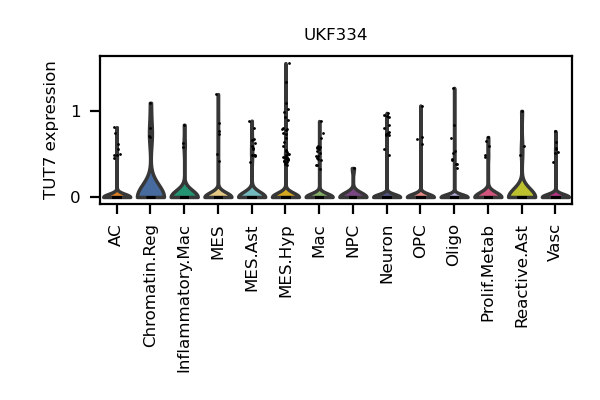 UKF334
TUT7 expression
1
0
AC
Chromatin.Reg
Inflammatory.Mac
MES
MES.Ast
MES.Hyp
Mac
NPC
Neuron
OPC
Oligo
Prolif.Metab
Reactive.Ast
Vasc